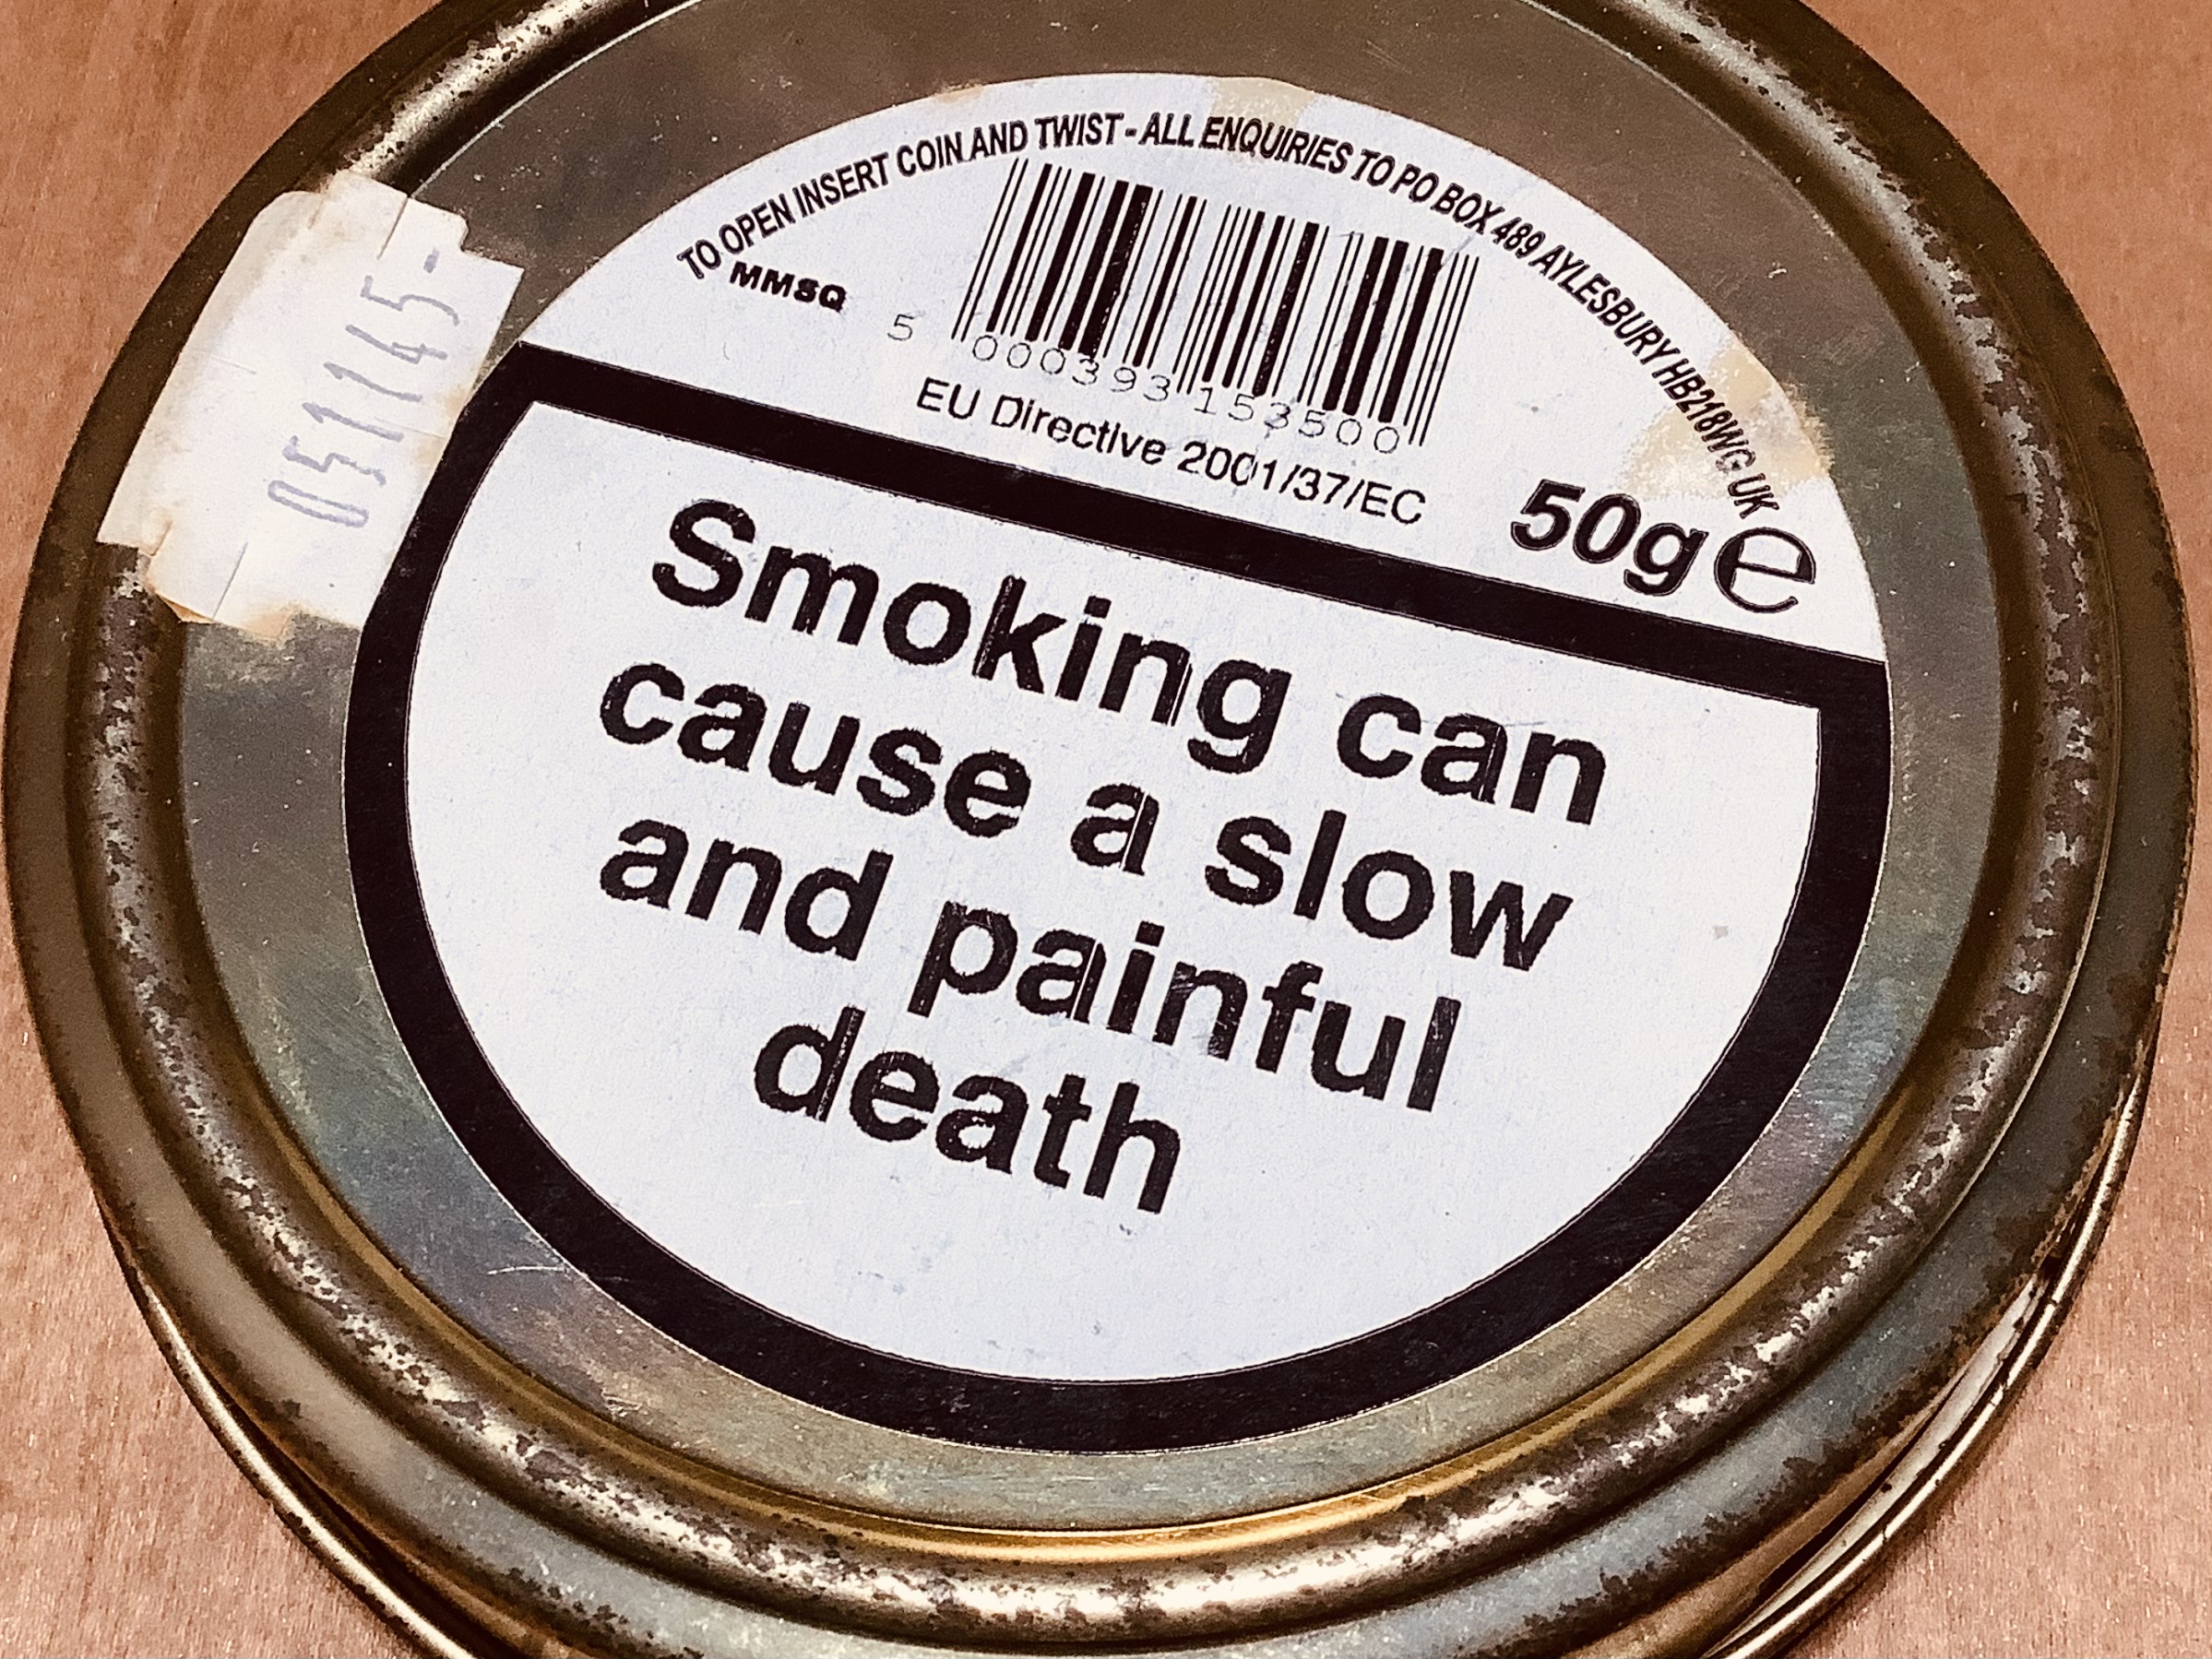 TO OPEN INSERT COIN AND TWIST - ALL ENQUIRIES TO PO BOX 489 AYLESBURY HB218WG UK
MMSQ
5 000393 153500
EU Directive 2001/37/EC
50g e
051145-
Smoking can
cause a slow
and painful
death